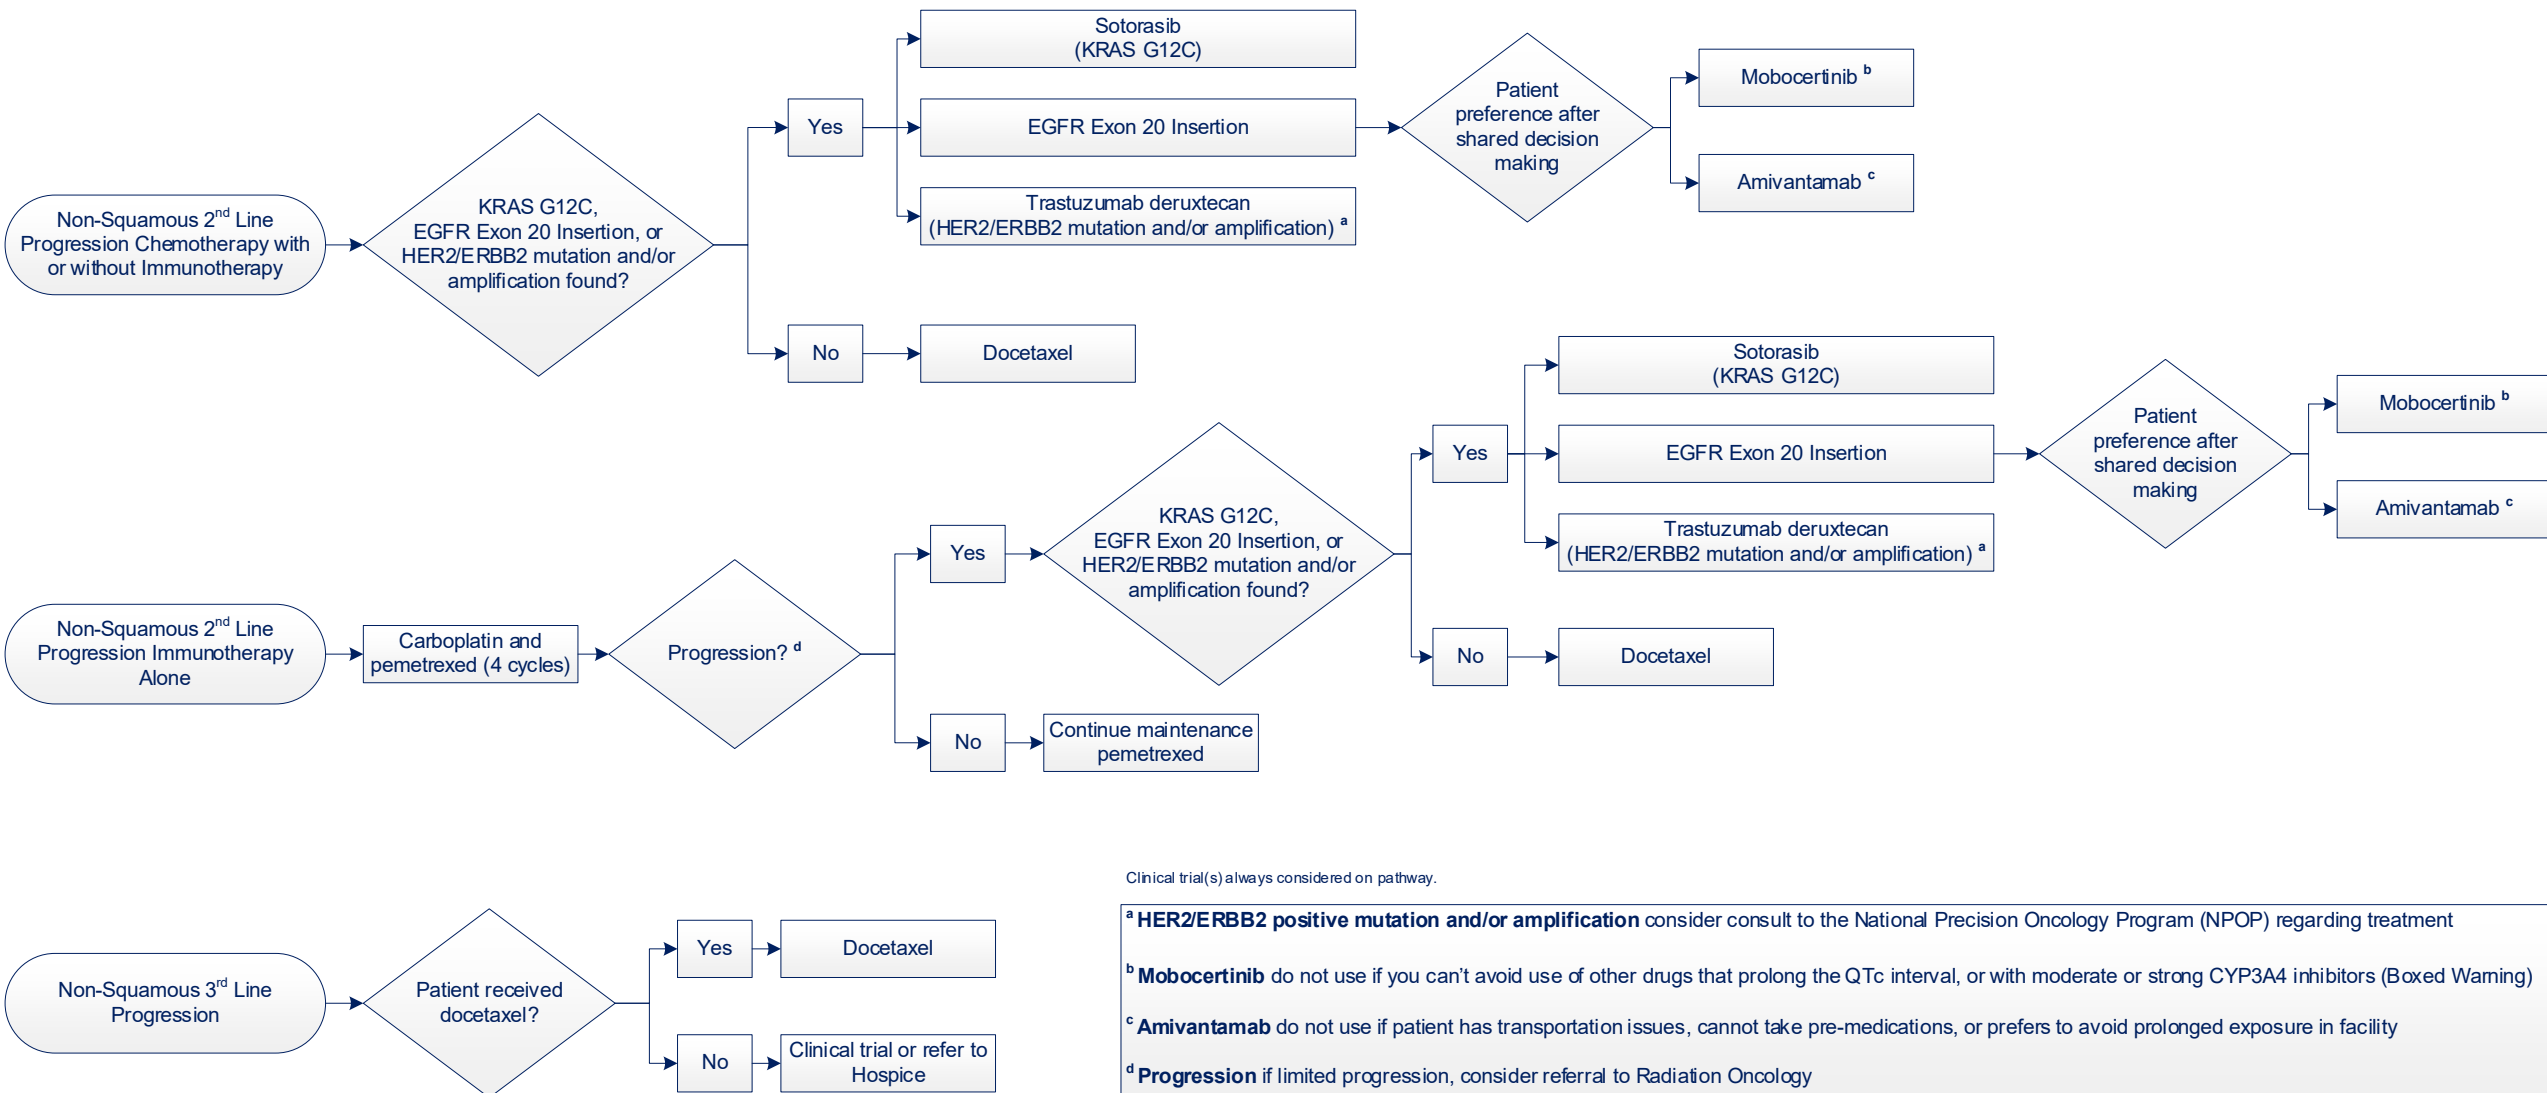 Non-Squamous 2nd Line
Progression Chemotherapy with
or without Immunotherapy
KRAS G12C,
EGFR Exon 20 Insertion, or
HER2/ERBB2 mutation and/or
amplification found?
Yes
Sotorasib
(KRAS G12C)
EGFR Exon 20 Insertion
Trastuzumab deruxtecan
(HER2/ERBB2 mutation and/or amplification) a
Patient
preference after
shared decision
making
Mobocertinib b
Amivantamab c
No
Docetaxel
Non-Squamous 2nd Line
Progression Immunotherapy
Alone
Carboplatin and
pemetrexed (4 cycles)
Progression? d
Yes
KRAS G12C,
EGFR Exon 20 Insertion, or
HER2/ERBB2 mutation and/or
amplification found?
Yes
Sotorasib
(KRAS G12C)
EGFR Exon 20 Insertion
Trastuzumab deruxtecan
(HER2/ERBB2 mutation and/or amplification) a
Patient
preference after
shared decision
making
Mobocertinib b
Amivantamab c
No
Docetaxel
No
Continue maintenance
pemetrexed
Non-Squamous 3rd Line
Progression
Patient received
docetaxel?
Yes
Docetaxel
No
Clinical trial or refer to
Hospice
Clinical trial(s) always considered on pathway.
a HER2/ERBB2 positive mutation and/or amplification consider consult to the National Precision Oncology Program (NPOP) regarding treatment
b Mobocertinib do not use if you can't avoid use of other drugs that prolong the QTc interval, or with moderate or strong CYP3A4 inhibitors (Boxed Warning)
c Amivantamab do not use if patient has transportation issues, cannot take pre-medications, or prefers to avoid prolonged exposure in facility
d Progression if limited progression, consider referral to Radiation Oncology